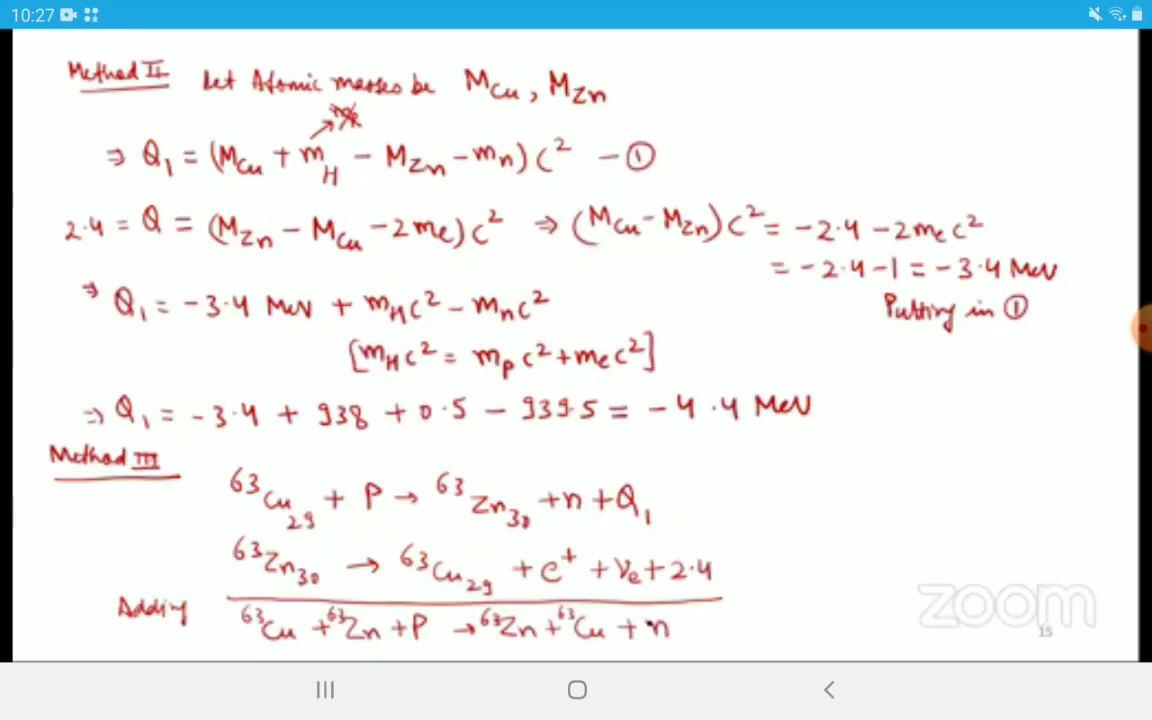 10:27
Method II Let Atomic masses be M_Cu, M_Zn
⇒ Q₁ = (M_Cu + m_H − M_Zn − m_n) C² − ①
2.4 = Q = (M_Zn − M_Cu − 2me) C² ⇒ (M_Cu − M_Zn) C² = −2.4 − 2meC²
= −2.4 − 1 = −3.4 MeV
⇒ Q₁ = −3.4 MeV + m_H C² − m_n C² Putting in ①
[m_H C² = m_p C² + me C²]
⇒ Q₁ = −3.4 + 938 + 0.5 − 939.5 = −4.4 MeV
Method III
⁶³Cu₂₉ + P → ⁶³Zn₃₀ + n + Q₁
⁶³Zn₃₀ → ⁶³Cu₂₉ + e⁺ + νe + 2.4
Adding ⁶³Cu + ⁶³Zn + P → ⁶³Zn + ⁶³Cu + n
zoom
15